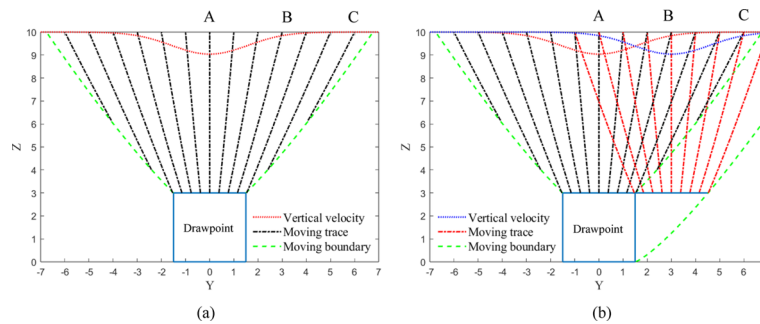 A B C
10
9
8
7
6
5
4
3
2
1
0
Z
Drawpoint
Vertical velocity
Moving trace
Moving boundary
-7 -6 -5 -4 -3 -2 -1 0 1 2 3 4 5 6 7
Y
(a)
A B C
10
9
8
7
6
5
4
3
2
1
0
Z
Drawpoint
Vertical velocity
Moving trace
Moving boundary
-7 -6 -5 -4 -3 -2 -1 0 1 2 3 4 5 6
Y
(b)